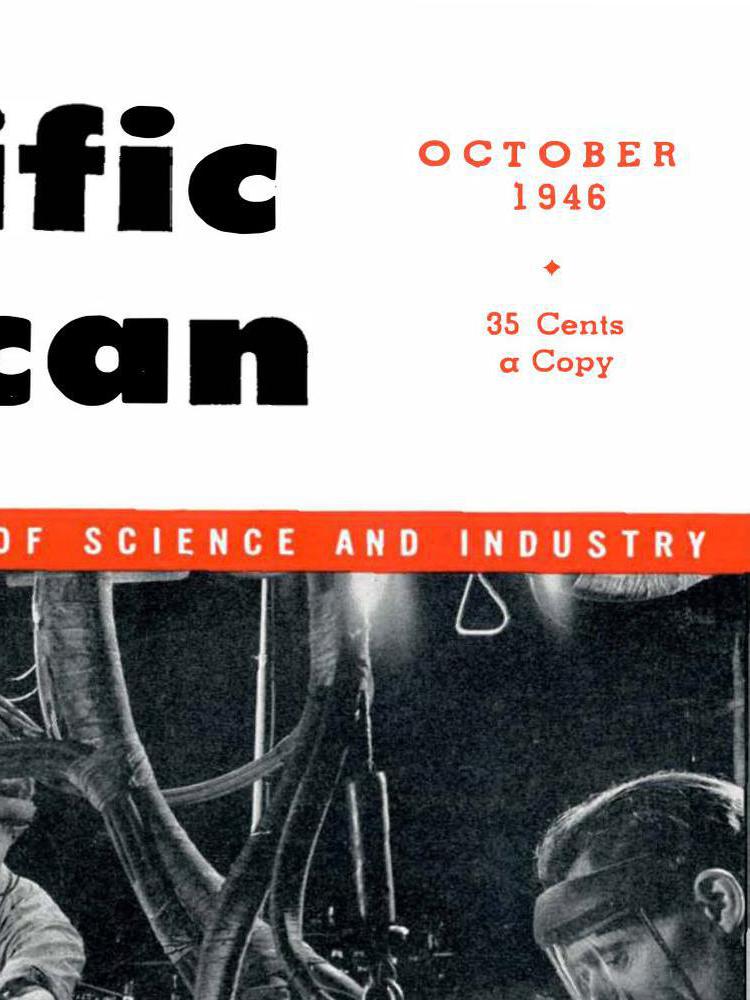 ific
can
OCTOBER
1946
35 Cents
a Copy
OF SCIENCE AND INDUSTRY